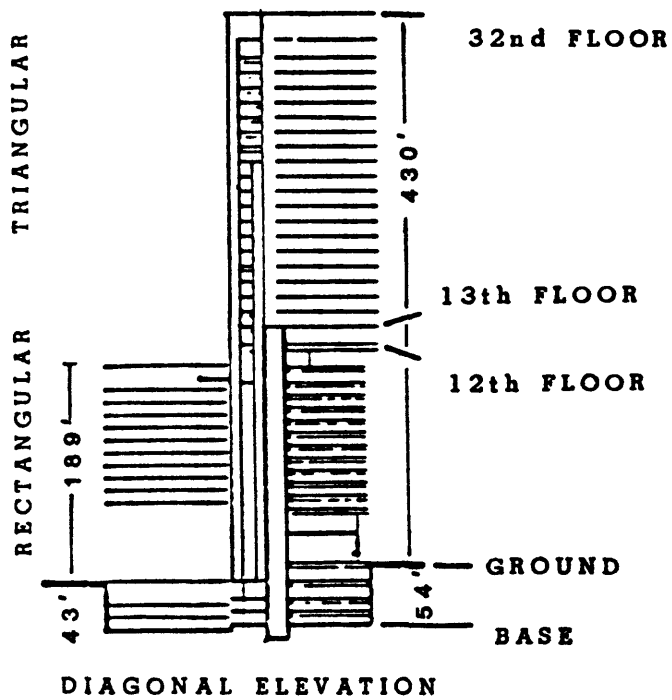 32nd FLOOR
TRIANGULAR
430'
13th FLOOR
RECTANGULAR
12th FLOOR
189'
GROUND
43'
54'
BASE
DIAGONAL ELEVATION